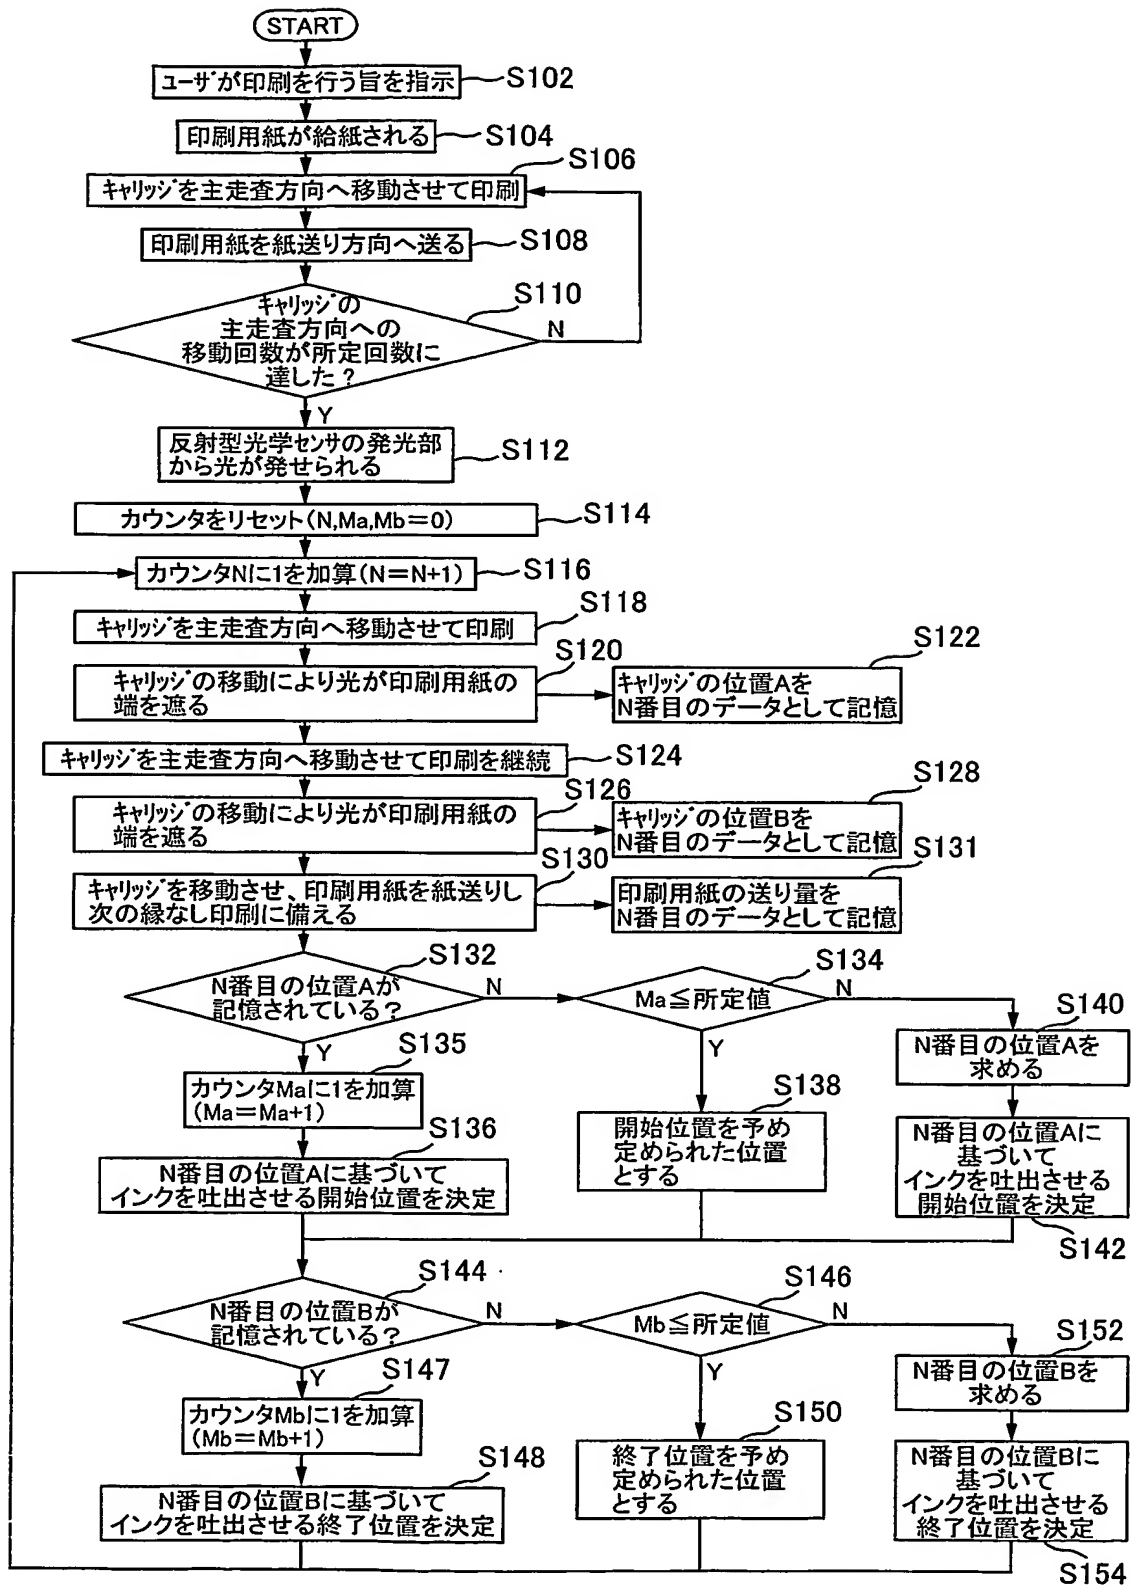 START
ユーザが印刷を行う旨を指示
S102
印刷用紙が給紙される
S104
S106
キャリッジを主走査方向へ移動させて印刷
印刷用紙を紙送り方向へ送る
S108
S110
キャリッジの
主走査方向への
移動回数が所定回数に
達した？
N
Y
反射型光学センサの発光部
から光が発せられる
S112
カウンタをリセット(N,Ma,Mb＝0)
S114
カウンタNに1を加算(N＝N+1)
S116
S118
キャリッジを主走査方向へ移動させて印刷
S120
キャリッジの移動により光が印刷用紙の
端を遮る
S122
キャリッジの位置Aを
N番目のデータとして記憶
キャリッジを主走査方向へ移動させて印刷を継続
S124
S126
キャリッジの移動により光が印刷用紙の
端を遮る
S128
キャリッジの位置Bを
N番目のデータとして記憶
S130
キャリッジを移動させ、印刷用紙を紙送りし
次の縁なし印刷に備える
S131
印刷用紙の送り量を
N番目のデータとして記憶
S132
N番目の位置Aが
記憶されている？
N
Y
S134
Ma≦所定値
N
Y
S135
カウンタMaに1を加算
(Ma＝Ma+1)
S136
N番目の位置Aに基づいて
インクを吐出させる開始位置を決定
S138
開始位置を予め
定められた位置
とする
S140
N番目の位置Aを
求める
N番目の位置Aに
基づいて
インクを吐出させる
開始位置を決定
S142
S144
N番目の位置Bが
記憶されている？
N
Y
S146
Mb≦所定値
N
Y
S147
カウンタMbに1を加算
(Mb＝Mb+1)
S148
N番目の位置Bに基づいて
インクを吐出させる終了位置を決定
S150
終了位置を予め
定められた位置
とする
S152
N番目の位置Bを
求める
N番目の位置Bに
基づいて
インクを吐出させる
終了位置を決定
S154